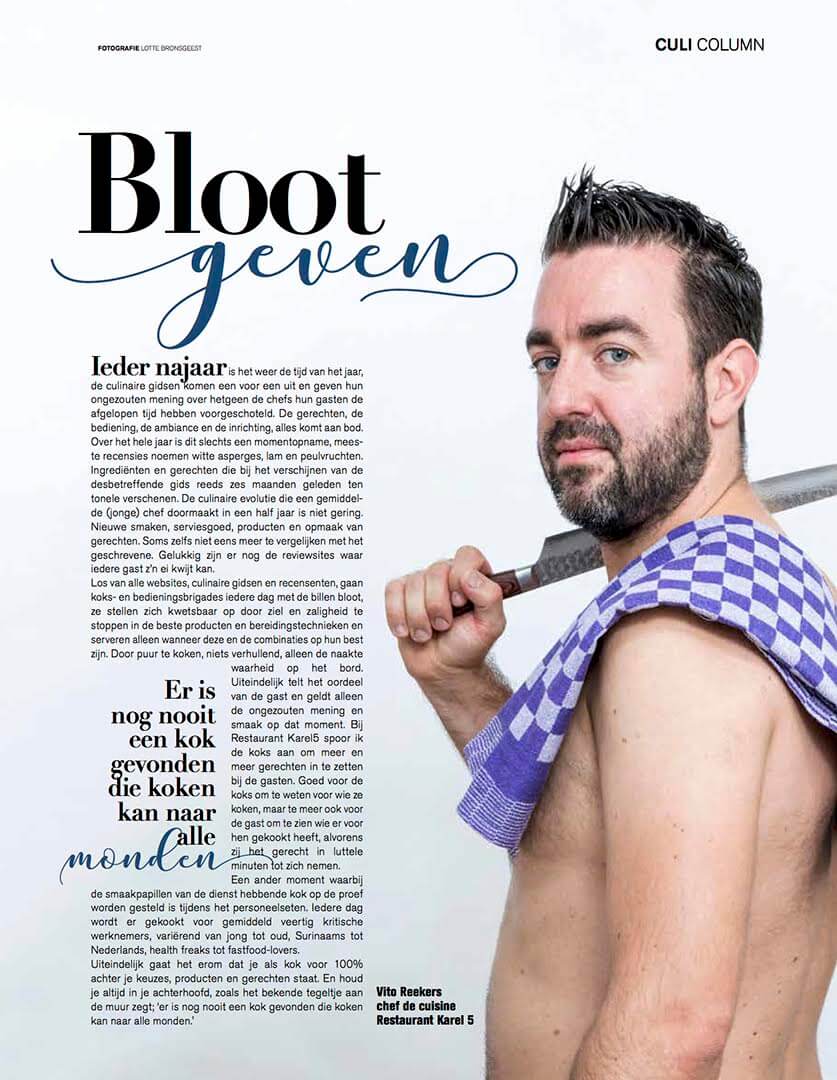 FOTOGRAFIE LOTTE BRONSGEEST
CULI COLUMN
Bloot
geven
Ieder najaar is het weer de tijd van het jaar,
de culinaire gidsen komen een voor een uit en geven hun
ongezouten mening over hetgeen de chefs hun gasten de
afgelopen tijd hebben voorgeschoteld. De gerechten, de
bediening, de ambiance en de inrichting, alles komt aan bod.
Over het hele jaar is dit slechts een momentopname, mees-
te recensies noemen witte asperges, lam en peulvruchten.
Ingrediënten en gerechten die bij het verschijnen van de
desbetreffende gids reeds zes maanden geleden ten
tonele verschenen. De culinaire evolutie die een gemiddel-
de (jonge) chef doormaakt in een half jaar is niet gering.
Nieuwe smaken, serviesgoed, producten en opmaak van
gerechten. Soms zelfs niet eens meer te vergelijken met het
geschrevene. Gelukkig zijn er nog de reviewsites waar
iedere gast z'n ei kwijt kan.
Los van alle websites, culinaire gidsen en recensenten, gaan
koks- en bedieningsbrigades iedere dag met de billen bloot,
ze stellen zich kwetsbaar op door ziel en zaligheid te
stoppen in de beste producten en bereidingstechnieken en
serveren alleen wanneer deze en de combinaties op hun best
zijn. Door puur te koken, niets verhullend, alleen de naakte
waarheid op het bord.
Uiteindelijk telt het oordeel
van de gast en geldt alleen
de ongezouten mening en
smaak op dat moment. Bij
Restaurant Karel5 spoor ik
de koks aan om meer en
meer gerechten in te zetten
bij de gasten. Goed voor de
koks om te weten voor wie ze
koken, maar te meer ook voor
de gast om te zien wie er voor
hen gekookt heeft, alvorens
zij het gerecht in luttele
minuten tot zich nemen.
Een ander moment waarbij
de smaakpapillen van de dienst hebbende kok op de proef
worden gesteld is tijdens het personeelseten. Iedere dag
wordt er gekookt voor gemiddeld veertig kritische
werknemers, variërend van jong tot oud, Surinaams tot
Nederlands, health freaks tot fastfood-lovers.
Uiteindelijk gaat het erom dat je als kok voor 100%
achter je keuzes, producten en gerechten staat. En houd
je altijd in je achterhoofd, zoals het bekende tegeltje aan
de muur zegt; 'er is nog nooit een kok gevonden die koken
kan naar alle monden.'
Er is
nog nooit
een kok
gevonden
die koken
kan naar
alle
monden
Vito Reekers
chef de cuisine
Restaurant Karel 5